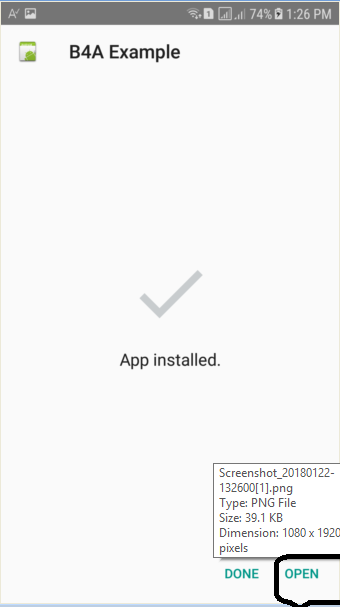 74% 1:26 PM
B4A Example
App installed.
Screenshot_20180122-
132600[1].png
Type: PNG File
Size: 39.1 KB
Dimension: 1080 x 1920
pixels
DONE OPEN